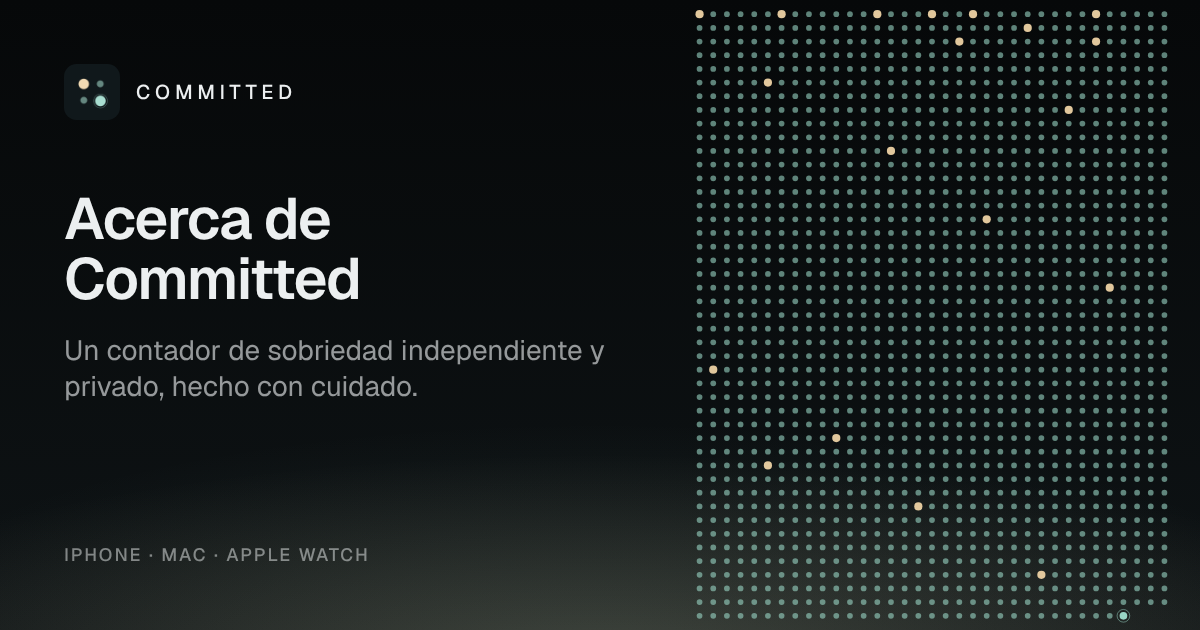 COMMITTED
Acerca de
Committed
Un contador de sobriedad independiente y
privado, hecho con cuidado.
IPHONE · MAC · APPLE WATCH